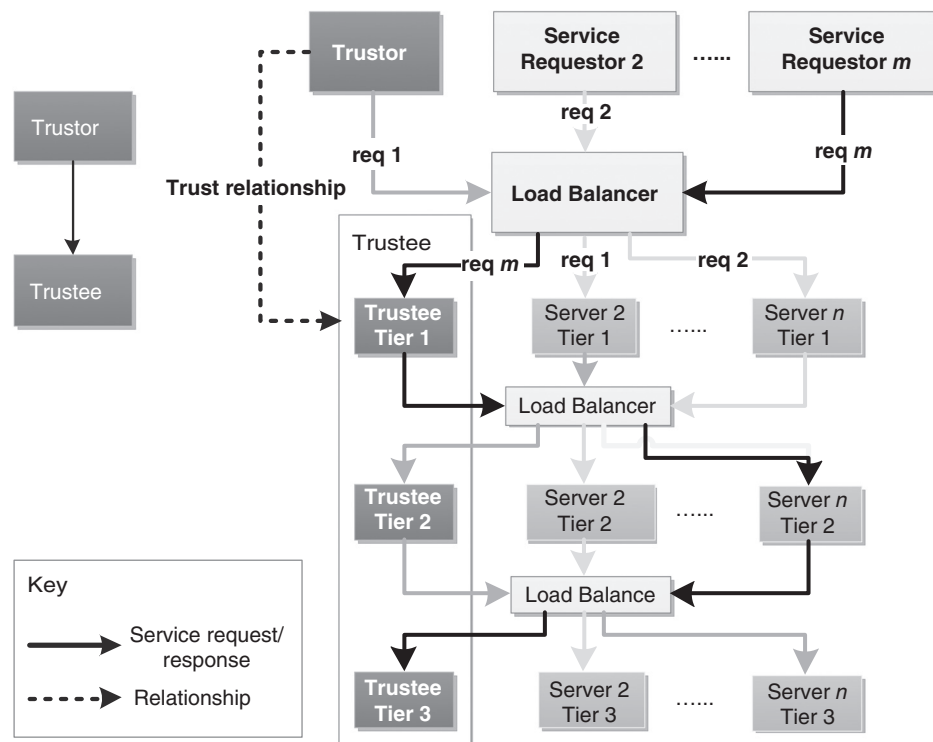 Trustor
Service
Requestor 2
......
Service
Requestor m
Trustor
req 1
req 2
req m
Trust relationship
Load Balancer
Trustee
Trustee
req m
req 1
req 2
Trustee
Tier 1
Server 2
Tier 1
......
Server n
Tier 1
Load Balancer
Trustee
Tier 2
Server 2
Tier 2
......
Server n
Tier 2
Load Balance
Key
Service request/
response
Relationship
Trustee
Tier 3
Server 2
Tier 3
......
Server n
Tier 3